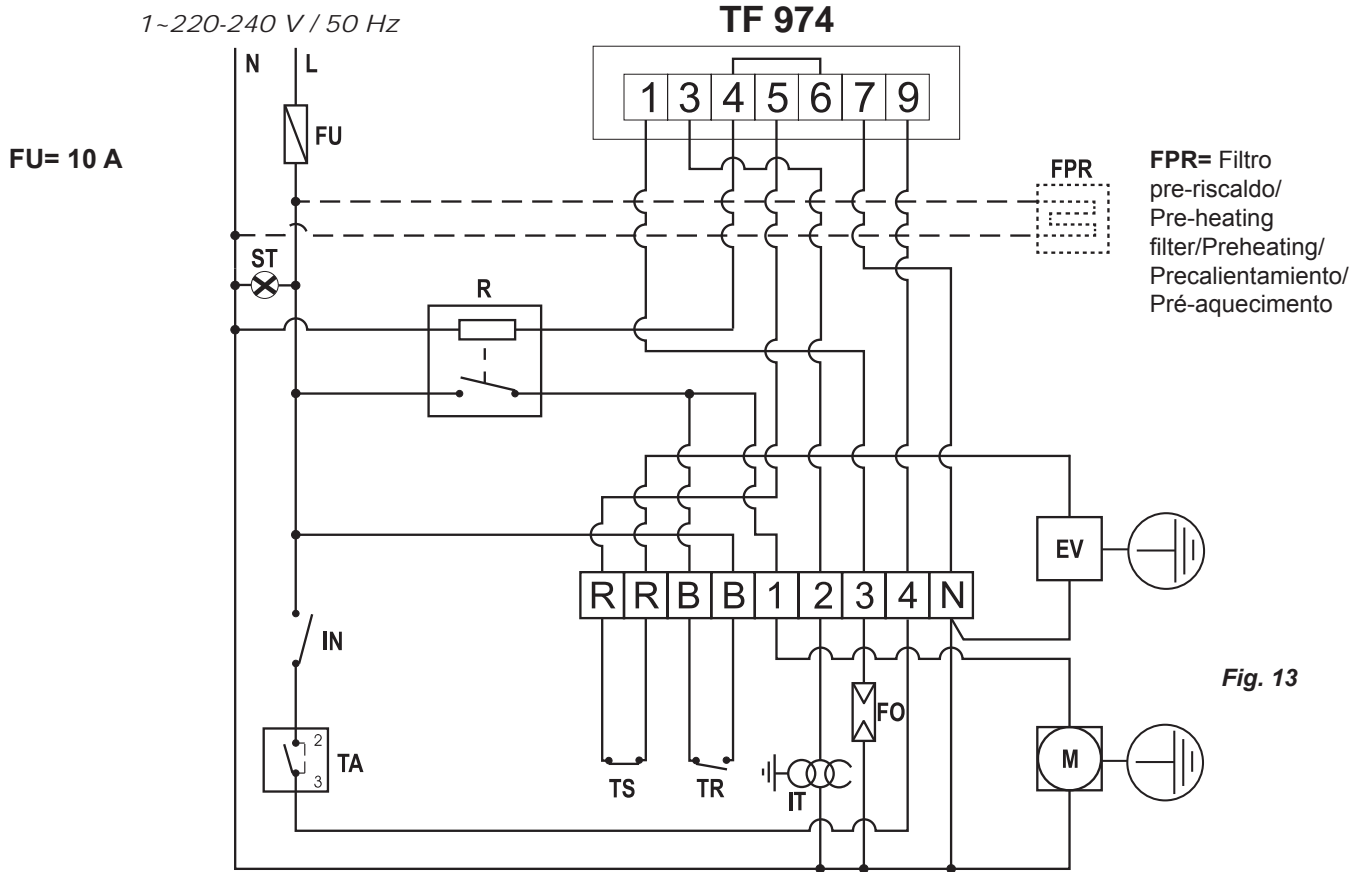 1~220-240 V / 50 Hz
TF 974
N L
1 3 4 5 6 7 9
FU
FU= 10 A
FPR
FPR= Filtro
pre-riscaldo/
Pre-heating
filter/Preheating/
Precalientamiento/
Pré-aquecimento
ST
R
EV
R R B B 1 2 3 4 N
IN
Fig. 13
FO
2
TA
3
M
TS TR IT